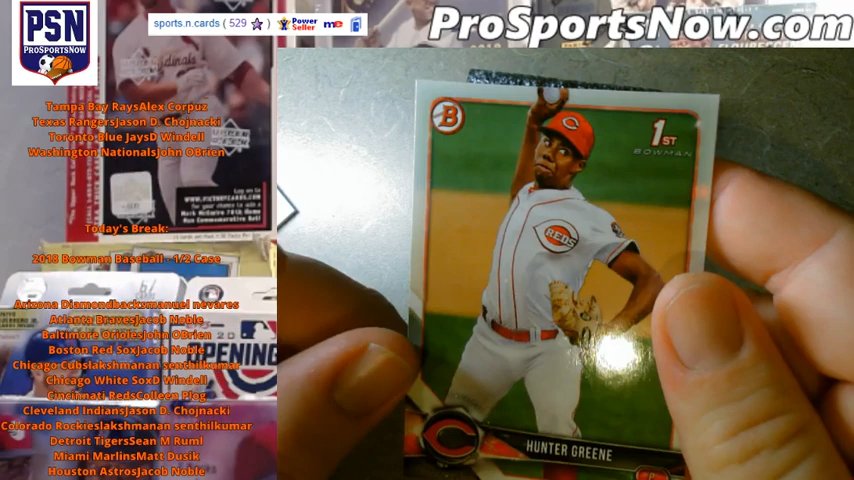 PSN
ProSportsNow
sports.n.cards ( 529 ) Power Seller me
ProSportsNow.com
Tampa Bay RaysAlex Corpuz
Texas RangersJason D. Chojnacki
Toronto Blue JaysD Windell
Washington NationalsJohn OBrien
Today's Break:
2018 Bowman Baseball - 1/2 Case
Arizona Diamondbacksmanuel nevares
Atlanta BravesJacob Noble
Baltimore OriolesJohn OBrien
Boston Red SoxJacob Noble
Chicago Cubslakshmanan senthilkumar
Chicago White SoxD Windell
Cincinnati RedsColleen Plog
Cleveland IndiansJason D. Chojnacki
Colorado Rockieslakshmanan senthilkumar
Detroit TigersSean M Ruml
Miami MarlinsMatt Dusik
Houston AstrosJacob Noble
Cardinals
OPENING
B
1ST
BOWMAN
C
REDS
C
HUNTER GREENE
P